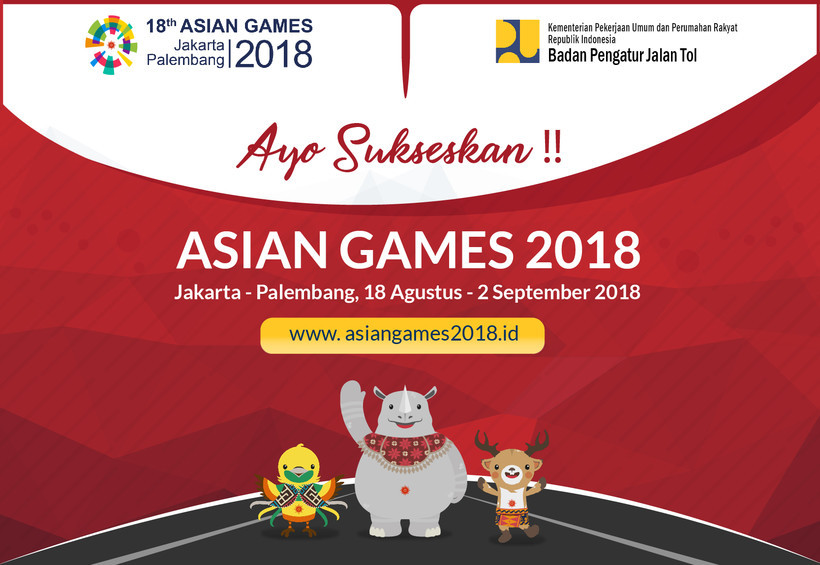 18th ASIAN GAMES
Jakarta
Palembang
2018
Kementerian Pekerjaan Umum dan Perumahan Rakyat
Republik Indonesia
Badan Pengatur Jalan Tol
Ayo Sukseskan !!
ASIAN GAMES 2018
Jakarta - Palembang, 18 Agustus - 2 September 2018
www. asiangames2018.id